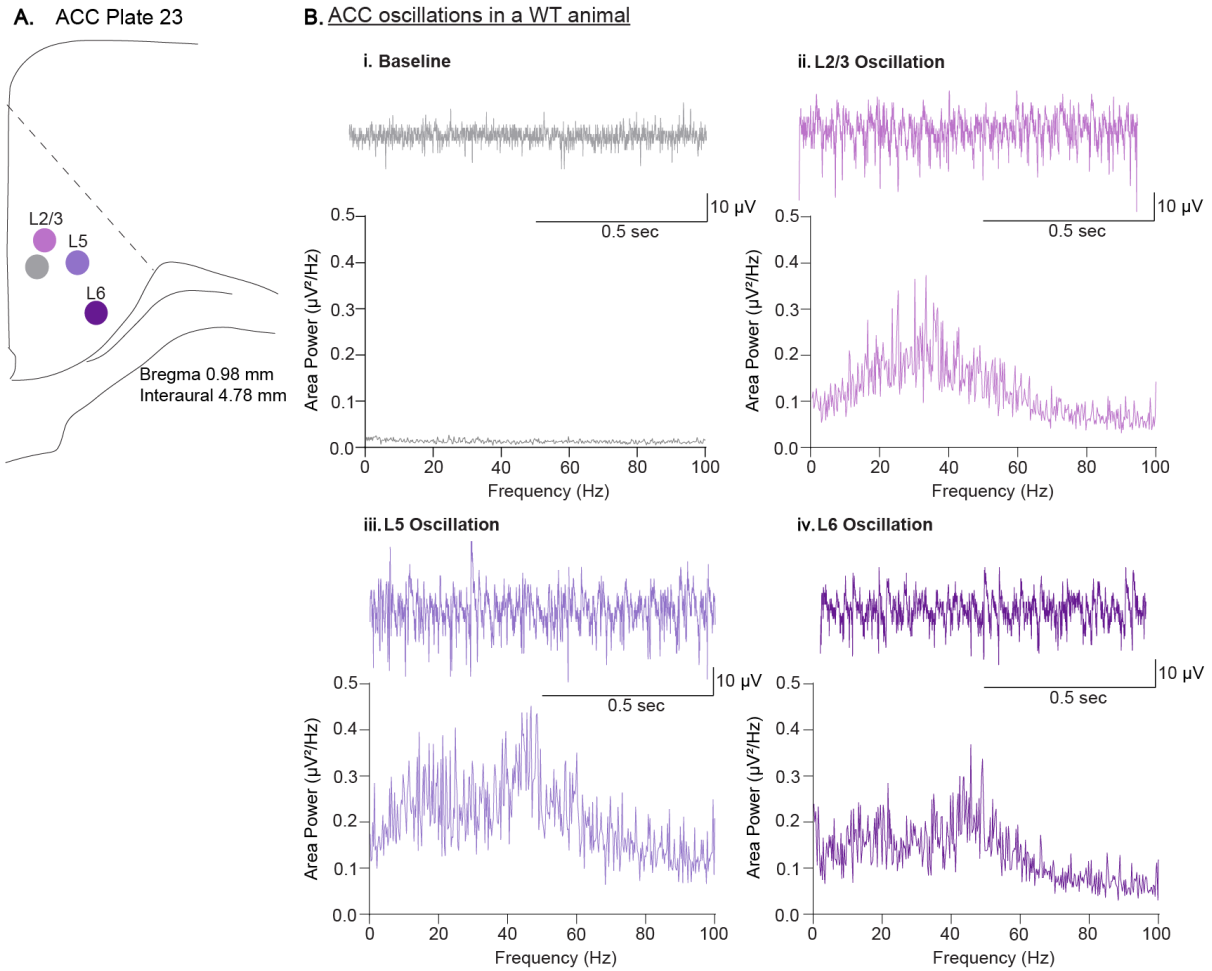 A. ACC Plate 23
L2/3
L5
L6
Bregma 0.98 mm
Interaural 4.78 mm
B. ACC oscillations in a WT animal
i. Baseline
10 µV
0.5 sec
Area Power (µV²/Hz)
0.5
0.4
0.3
0.2
0.1
0.0
0 20 40 60 80 100
Frequency (Hz)
ii. L2/3 Oscillation
10 µV
0.5 sec
Area Power (µV²/Hz)
0.5
0.4
0.3
0.2
0.1
0.0
0 20 40 60 80 100
Frequency (Hz)
iii. L5 Oscillation
10 µV
0.5 sec
Area Power (µV²/Hz)
0.5
0.4
0.3
0.2
0.1
0.0
0 20 40 60 80 100
Frequency (Hz)
iv. L6 Oscillation
10 µV
0.5 sec
Area Power (µV²/Hz)
0.5
0.4
0.3
0.2
0.1
0.0
0 20 40 60 80 100
Frequency (Hz)